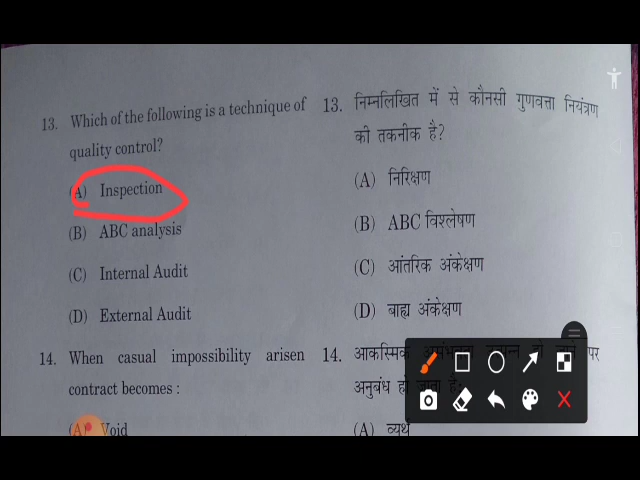 13. Which of the following is a technique of
quality control?
(A) Inspection
(B) ABC analysis
(C) Internal Audit
(D) External Audit
14. When casual impossibility arisen
contract becomes :
(A) Void
13. निम्नलिखित में से कौनसी गुणवत्ता नियंत्रण
की तकनीक है?
(A) निरिक्षण
(B) ABC विश्लेषण
(C) आंतरिक अंकेक्षण
(D) बाह्य अंकेक्षण
14. आकस्मिक पर
अनुबंध हो जाता है
(A) व्यर्थ